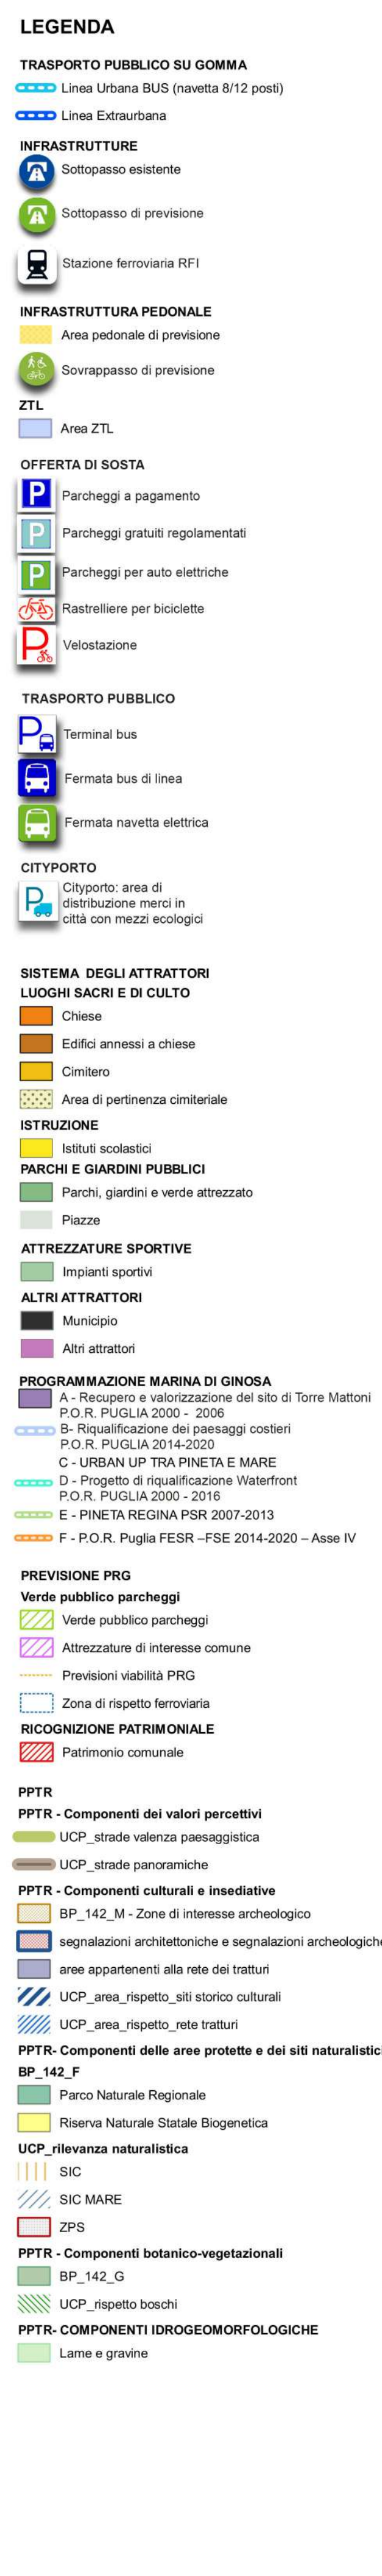 LEGENDA
TRASPORTO PUBBLICO SU GOMMA
Linea Urbana BUS (navetta 8/12 posti)
Linea Extraurbana
INFRASTRUTTURE
Sottopasso esistente
Sottopasso di previsione
Stazione ferroviaria RFI
INFRASTRUTTURA PEDONALE
Area pedonale di previsione
Sovrappasso di previsione
ZTL
Area ZTL
OFFERTA DI SOSTA
P Parcheggi a pagamento
P Parcheggi gratuiti regolamentati
P Parcheggi per auto elettriche
Rastrelliere per biciclette
P Velostazione
TRASPORTO PUBBLICO
P Terminal bus
Fermata bus di linea
Fermata navetta elettrica
CITYPORTO
Cityporto: area di
P distribuzione merci in
città con mezzi ecologici
SISTEMA DEGLI ATTRATTORI
LUOGHI SACRI E DI CULTO
Chiese
Edifici annessi a chiese
Cimitero
Area di pertinenza cimiteriale
ISTRUZIONE
Istituti scolastici
PARCHI E GIARDINI PUBBLICI
Parchi, giardini e verde attrezzato
Piazze
ATTREZZATURE SPORTIVE
Impianti sportivi
ALTRI ATTRATTORI
Municipio
Altri attrattori
PROGRAMMAZIONE MARINA DI GINOSA
A - Recupero e valorizzazione del sito di Torre Mattoni
P.O.R. PUGLIA 2000 - 2006
B- Riqualificazione dei paesaggi costieri
P.O.R. PUGLIA 2014-2020
C - URBAN UP TRA PINETA E MARE
D - Progetto di riqualificazione Waterfront
P.O.R. PUGLIA 2000 - 2016
E - PINETA REGINA PSR 2007-2013
F - P.O.R. Puglia FESR –FSE 2014-2020 – Asse IV
PREVISIONE PRG
Verde pubblico parcheggi
Verde pubblico parcheggi
Attrezzature di interesse comune
Previsioni viabilità PRG
Zona di rispetto ferroviaria
RICOGNIZIONE PATRIMONIALE
Patrimonio comunale
PPTR
PPTR - Componenti dei valori percettivi
UCP_strade valenza paesaggistica
UCP_strade panoramiche
PPTR - Componenti culturali e insediative
BP_142_M - Zone di interesse archeologico
segnalazioni architettoniche e segnalazioni archeologiche
aree appartenenti alla rete dei tratturi
UCP_area_rispetto_siti storico culturali
UCP_area_rispetto_rete tratturi
PPTR- Componenti delle aree protette e dei siti naturalistici
BP_142_F
Parco Naturale Regionale
Riserva Naturale Statale Biogenetica
UCP_rilevanza naturalistica
SIC
SIC MARE
ZPS
PPTR - Componenti botanico-vegetazionali
BP_142_G
UCP_rispetto boschi
PPTR- COMPONENTI IDROGEOMORFOLOGICHE
Lame e gravine